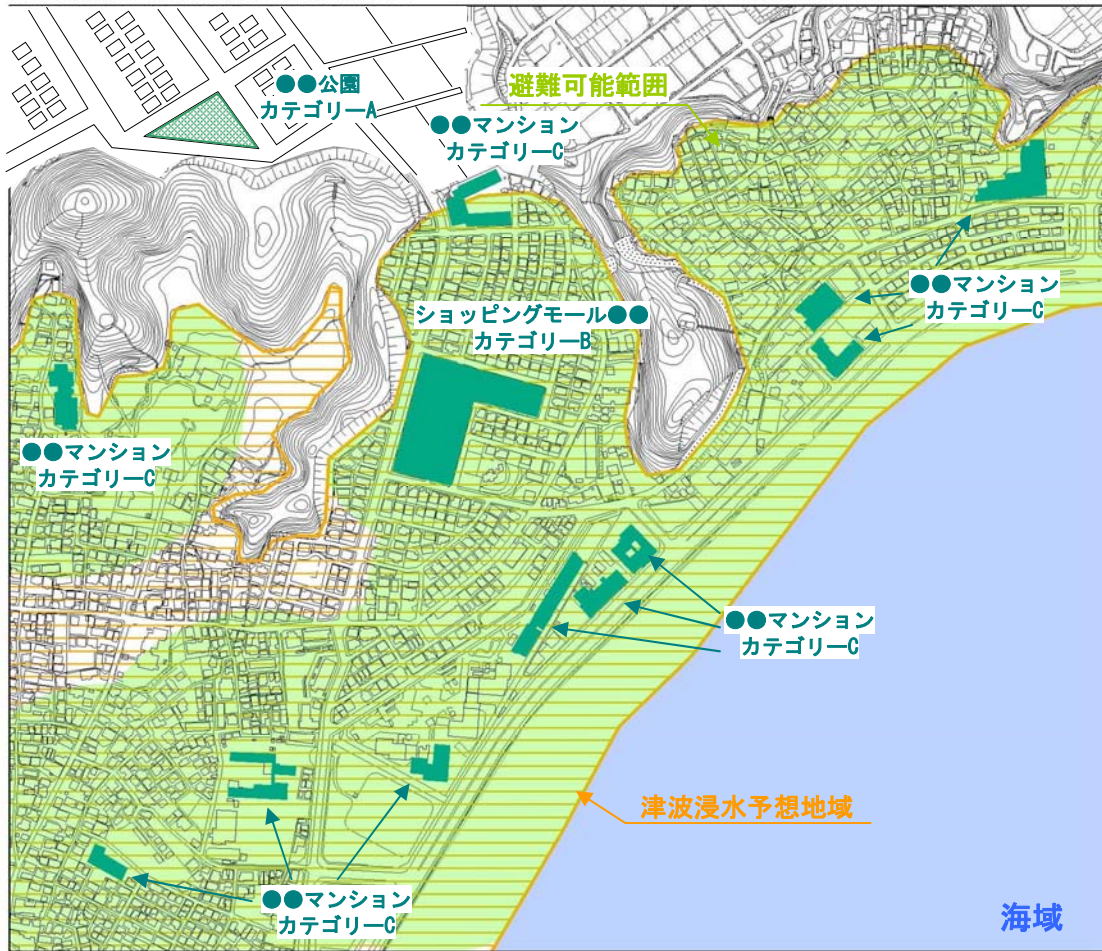 ●●公園
カテゴリーA
避難可能範囲
●●マンション
カテゴリーC
●●マンション
カテゴリーC
ショッピングモール●●
カテゴリーB
●●マンション
カテゴリーC
●●マンション
カテゴリーC
津波浸水予想地域
●●マンション
カテゴリーC
海域